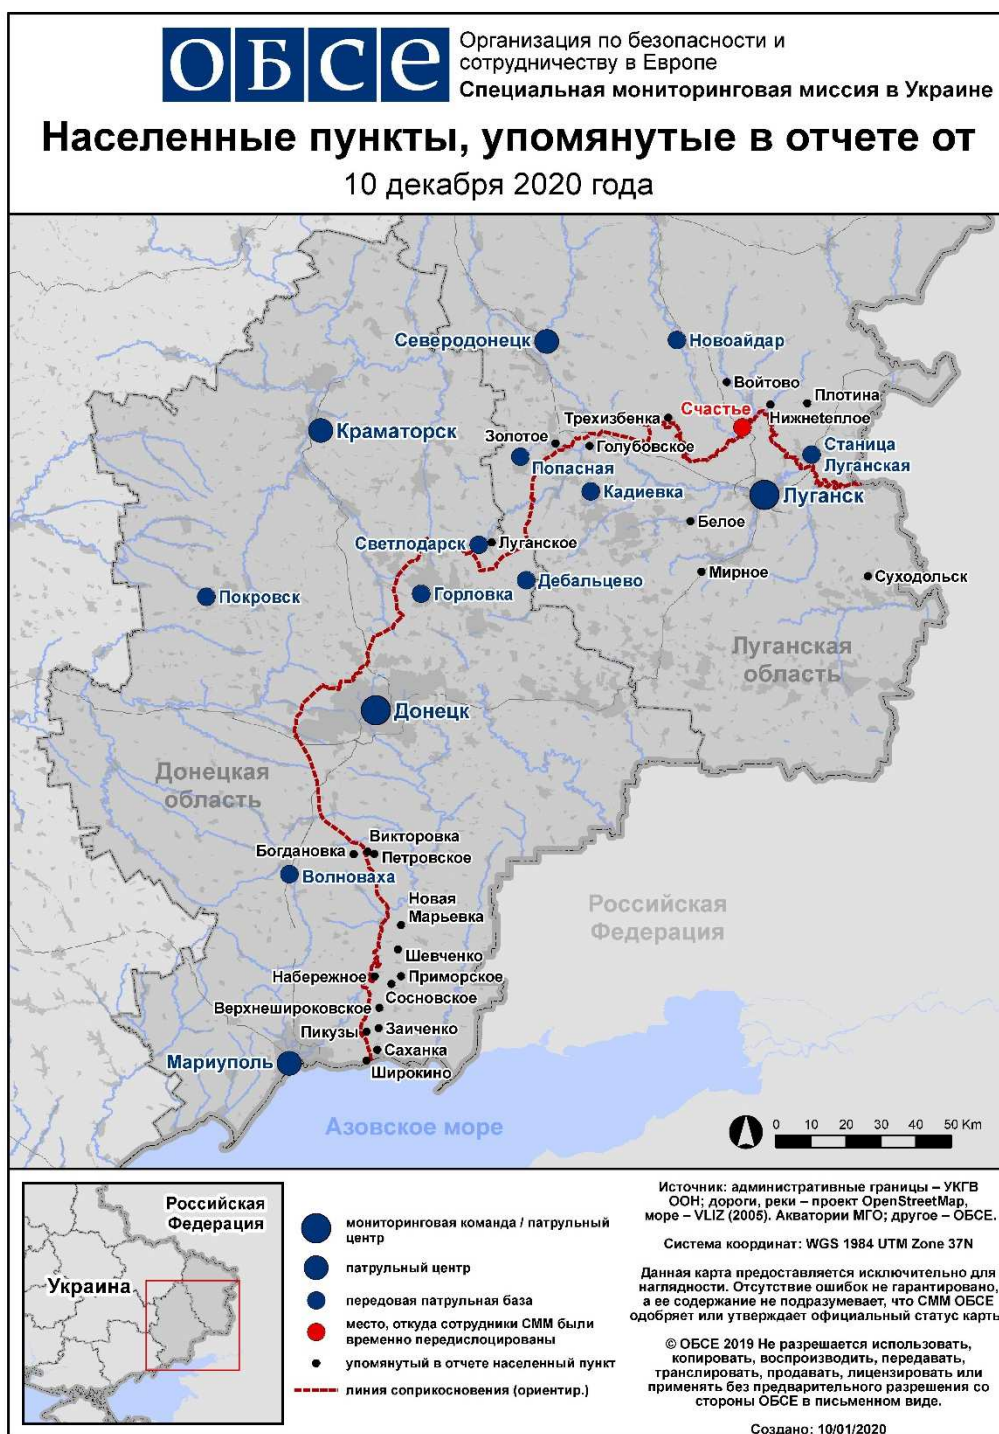 ОБСЕ
Организация по безопасности и
сотрудничеству в Европе
Специальная мониторинговая миссия в Украине
Населенные пункты, упомянутые в отчете от
10 декабря 2020 года
Северодонецк
Новоайдар
Войтово
Плотина
Трехизбенка
Счастье
Нижнетеплое
Краматорск
Золотое
Голубовское
Станица
Луганская
Попасная
Кадиевка
Луганск
Белое
Светлодарск
Луганское
Мирное
Суходольск
Дебальцево
Покровск
Горловка
Луганская
область
Донецк
Донецкая
область
Викторовка
Богдановка
Петровское
Волноваха
Новая
Марьевка
Российская
Федерация
Шевченко
Набережное
Приморское
Сосновское
Верхнешироковское
Пикузы
Заиченко
Саханка
Мариуполь
Широкино
Азовское море
0 10 20 30 40 50 Km
Российская
Федерация
Украина
мониторинговая команда / патрульный
центр
патрульный центр
передовая патрульная база
место, откуда сотрудники СММ были
временно передислоцированы
упомянутый в отчете населенный пункт
линия соприкосновения (ориентир.)
Источник: административные границы – УКГВ
ООН; дороги, реки – проект OpenStreetMap,
море – VLIZ (2005). Акватории МГО; другое – ОБСЕ.
Система координат: WGS 1984 UTM Zone 37N
Данная карта предоставляется исключительно для
наглядности. Отсутствие ошибок не гарантировано,
а ее содержание не подразумевает, что СММ ОБСЕ
одобряет или утверждает официальный статус карты
© ОБСЕ 2019 Не разрешается использовать,
копировать, воспроизводить, передавать,
транслировать, продавать, лицензировать или
применять без предварительного разрешения со
стороны ОБСЕ в письменном виде.
Создано: 10/01/2020